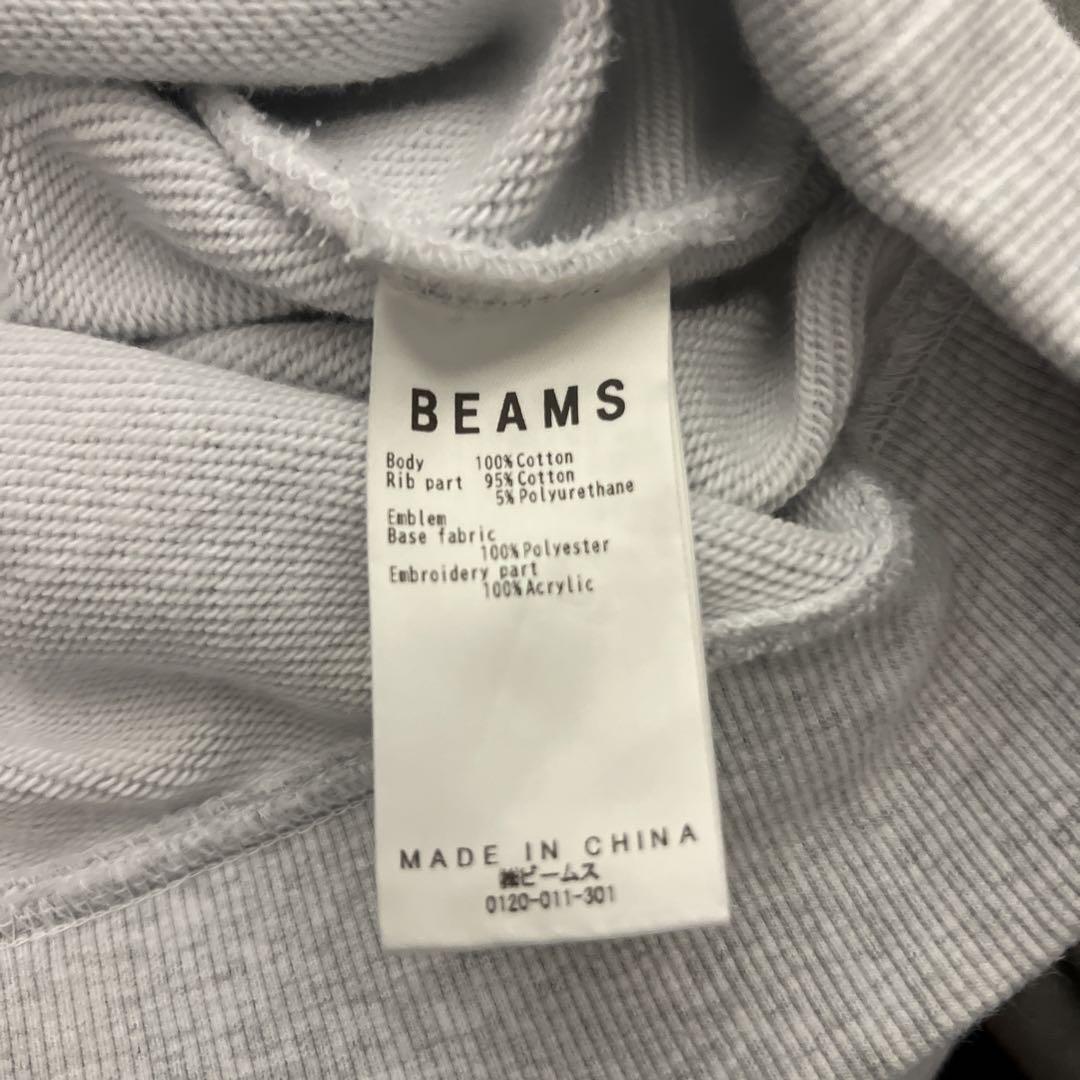 BEAMS
Body 100%Cotton
Rib part 95%Cotton
5%Polyurethane
Emblem
Base fabric
100%Polyester
Embroidery part
100%Acrylic
MADE IN CHINA
㈱ビームス
0120-011-301